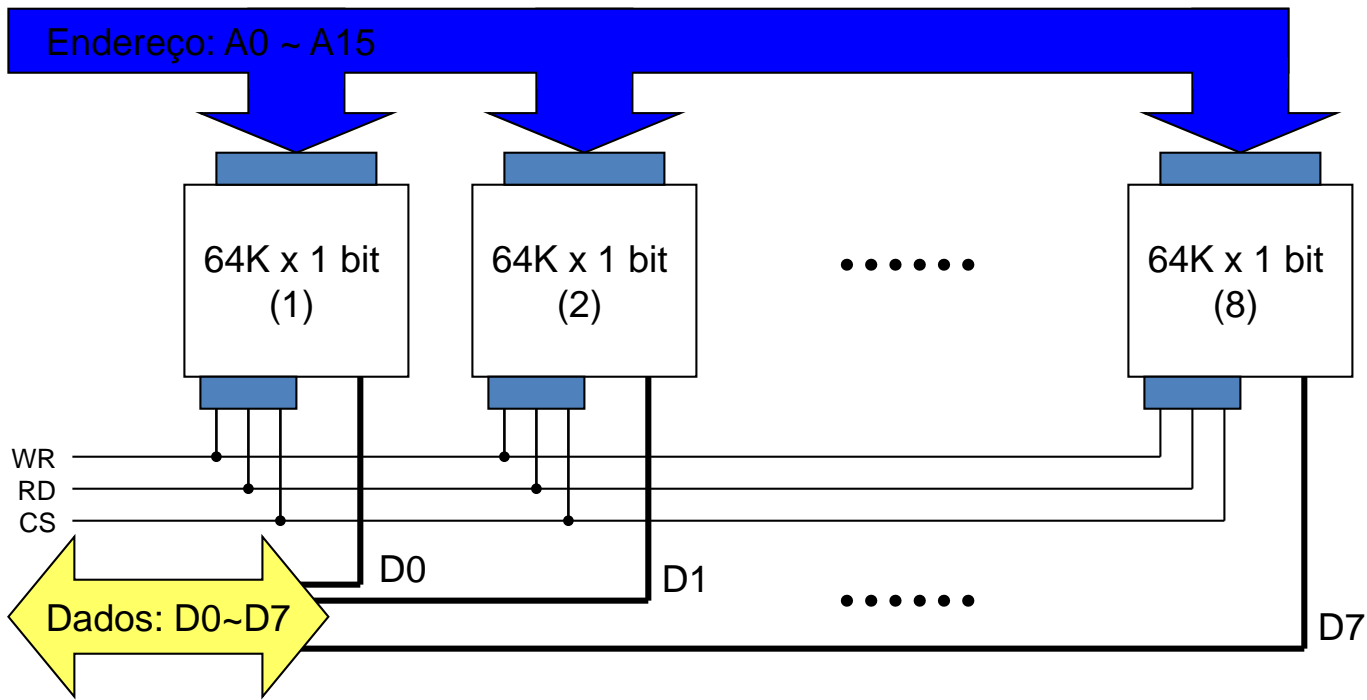 Endereço: A0 ~ A15
64K x 1 bit
(1)
64K x 1 bit
(2)
64K x 1 bit
(8)
WR
RD
CS
D0
D1
D7
Dados: D0~D7